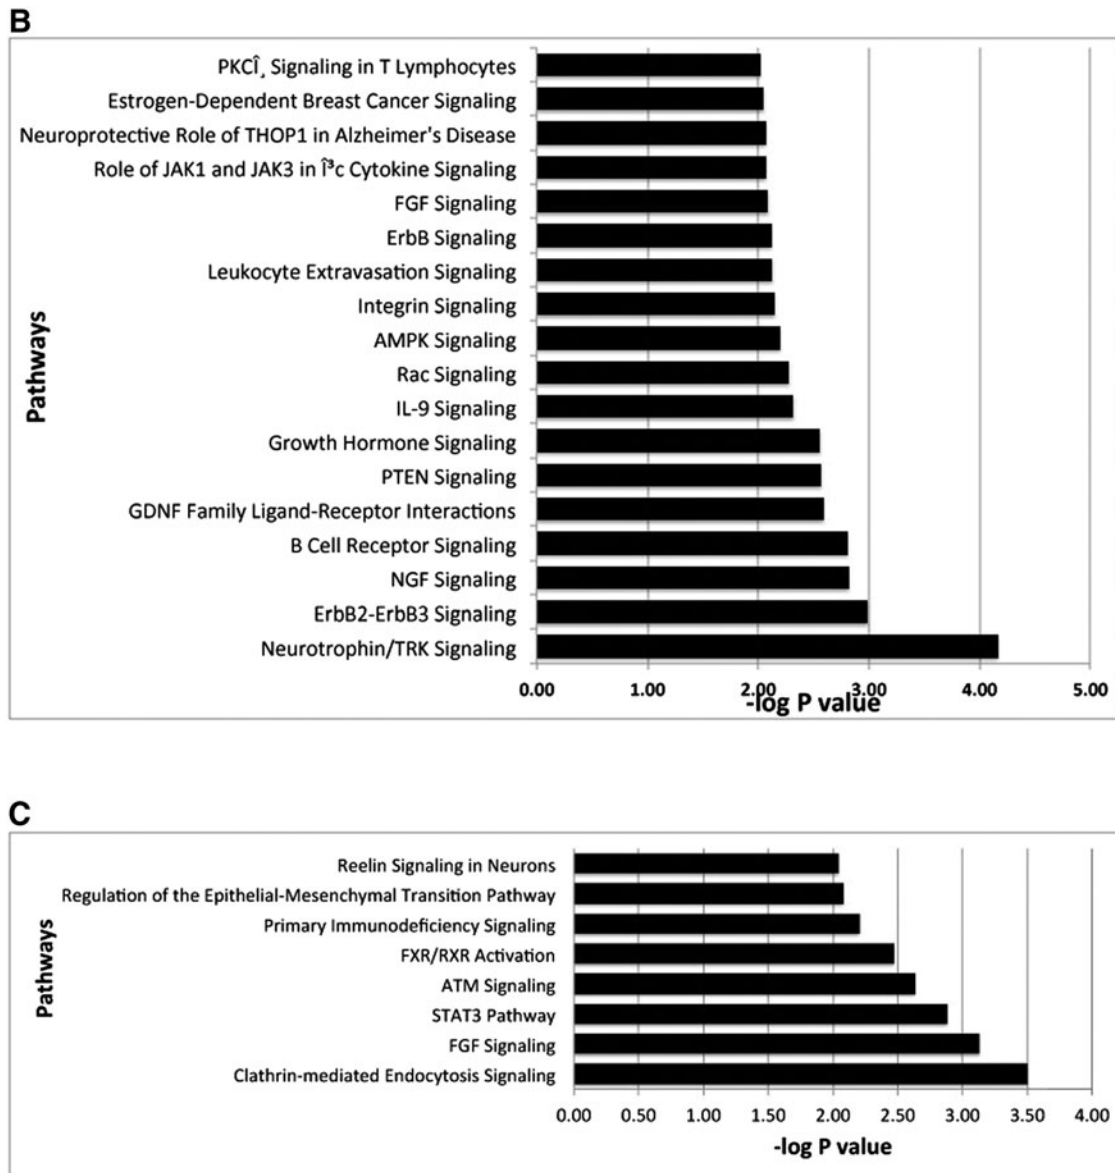 B
PKCÎ¸ Signaling in T Lymphocytes
Estrogen-Dependent Breast Cancer Signaling
Neuroprotective Role of THOP1 in Alzheimer's Disease
Role of JAK1 and JAK3 in Î³c Cytokine Signaling
FGF Signaling
ErbB Signaling
Leukocyte Extravasation Signaling
Integrin Signaling
AMPK Signaling
Rac Signaling
IL-9 Signaling
Growth Hormone Signaling
PTEN Signaling
GDNF Family Ligand-Receptor Interactions
B Cell Receptor Signaling
NGF Signaling
ErbB2-ErbB3 Signaling
Neurotrophin/TRK Signaling
Pathways
0.00 1.00 2.00 3.00 4.00 5.00
-log P value
C
Reelin Signaling in Neurons
Regulation of the Epithelial-Mesenchymal Transition Pathway
Primary Immunodeficiency Signaling
FXR/RXR Activation
ATM Signaling
STAT3 Pathway
FGF Signaling
Clathrin-mediated Endocytosis Signaling
Pathways
0.00 0.50 1.00 1.50 2.00 2.50 3.00 3.50 4.00
-log P value